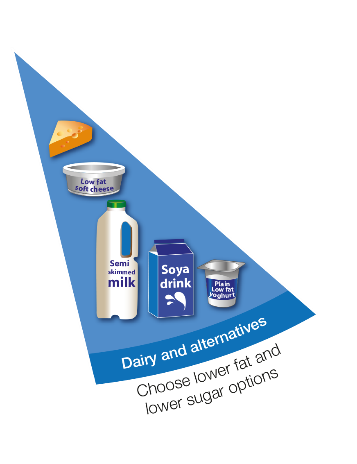 Low fat
soft cheese
Semi
skimmed
milk
Soya
drink
Plain
Low fat
yoghurt
Dairy and alternatives
Choose lower fat and
lower sugar options